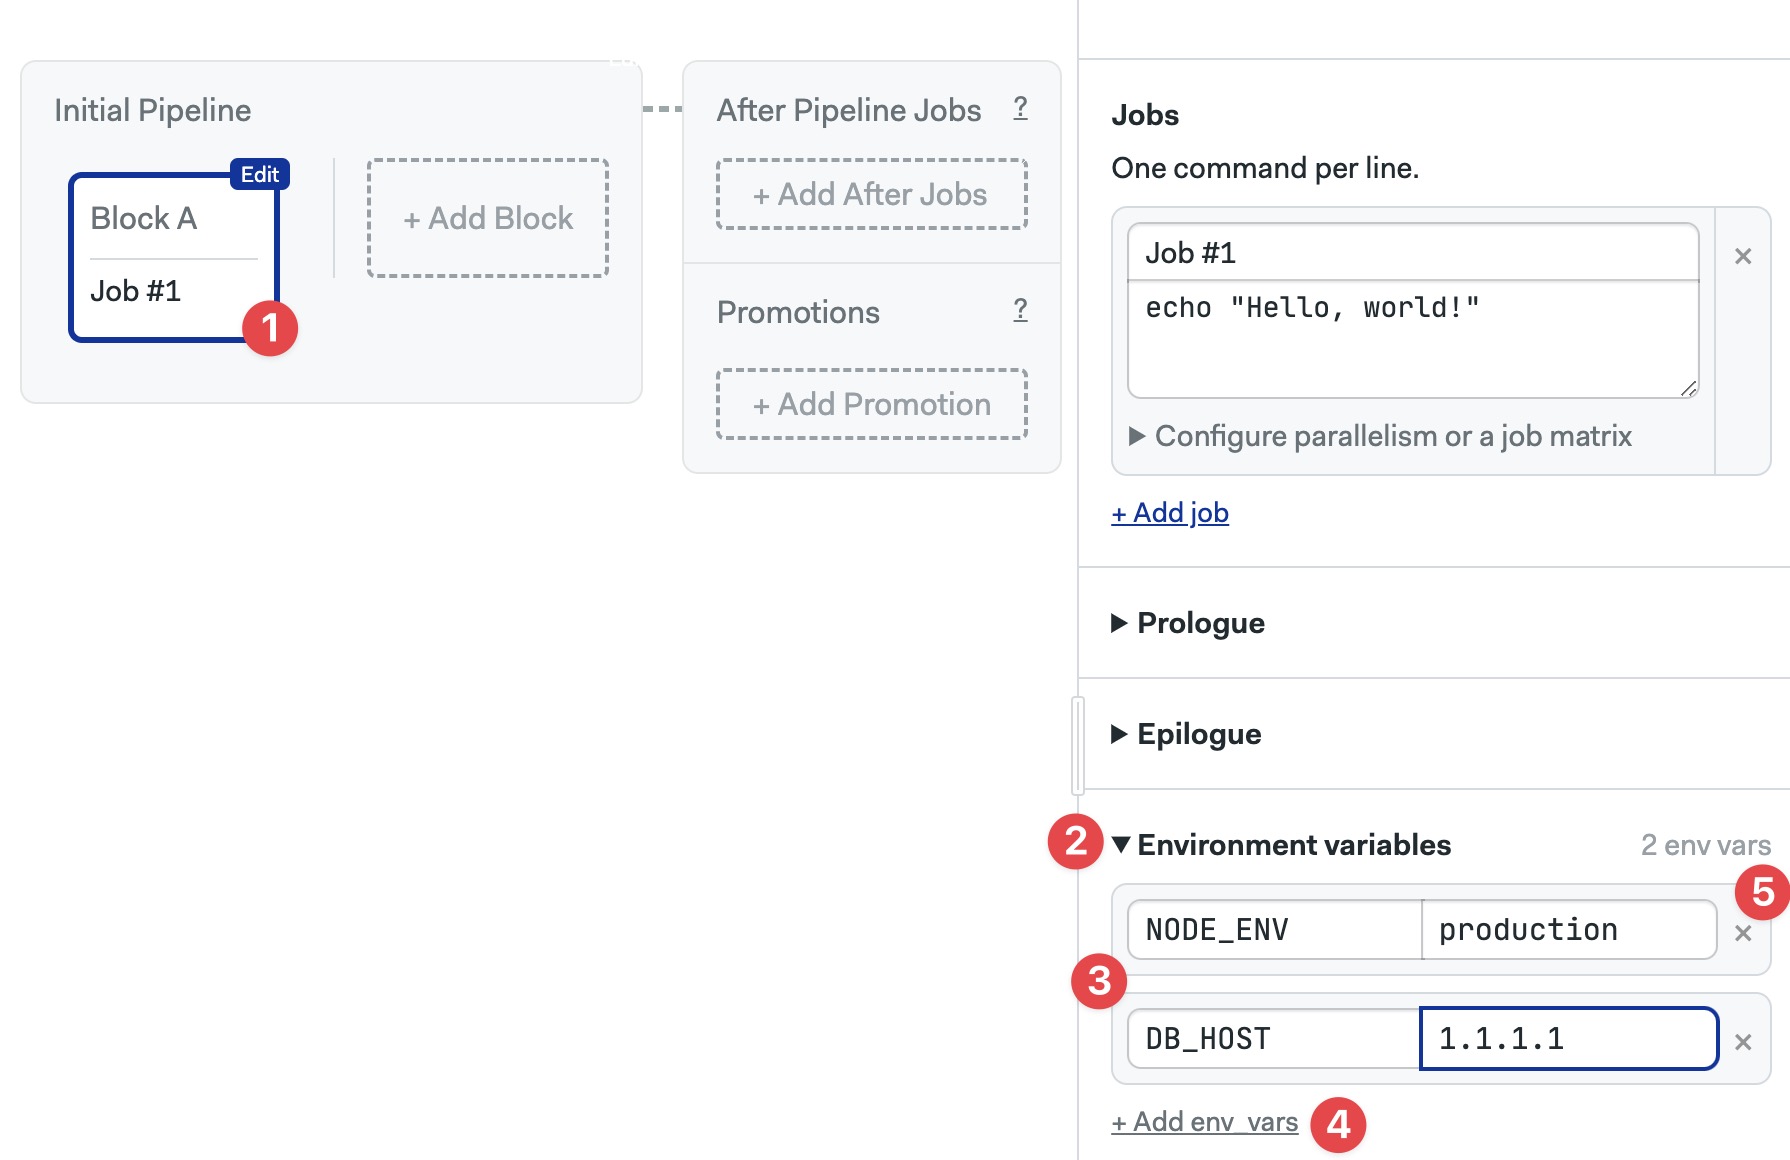 Initial Pipeline
Edit
Block A
Job #1
1
+ Add Block
After Pipeline Jobs ?
+ Add After Jobs
Promotions ?
+ Add Promotion
Jobs
One command per line.
Job #1
×
echo "Hello, world!"
▶ Configure parallelism or a job matrix
+ Add job
▶ Prologue
▶ Epilogue
2 ▼ Environment variables 2 env vars
5
NODE_ENV production ×
3
DB_HOST 1.1.1.1 ×
+ Add env_vars 4